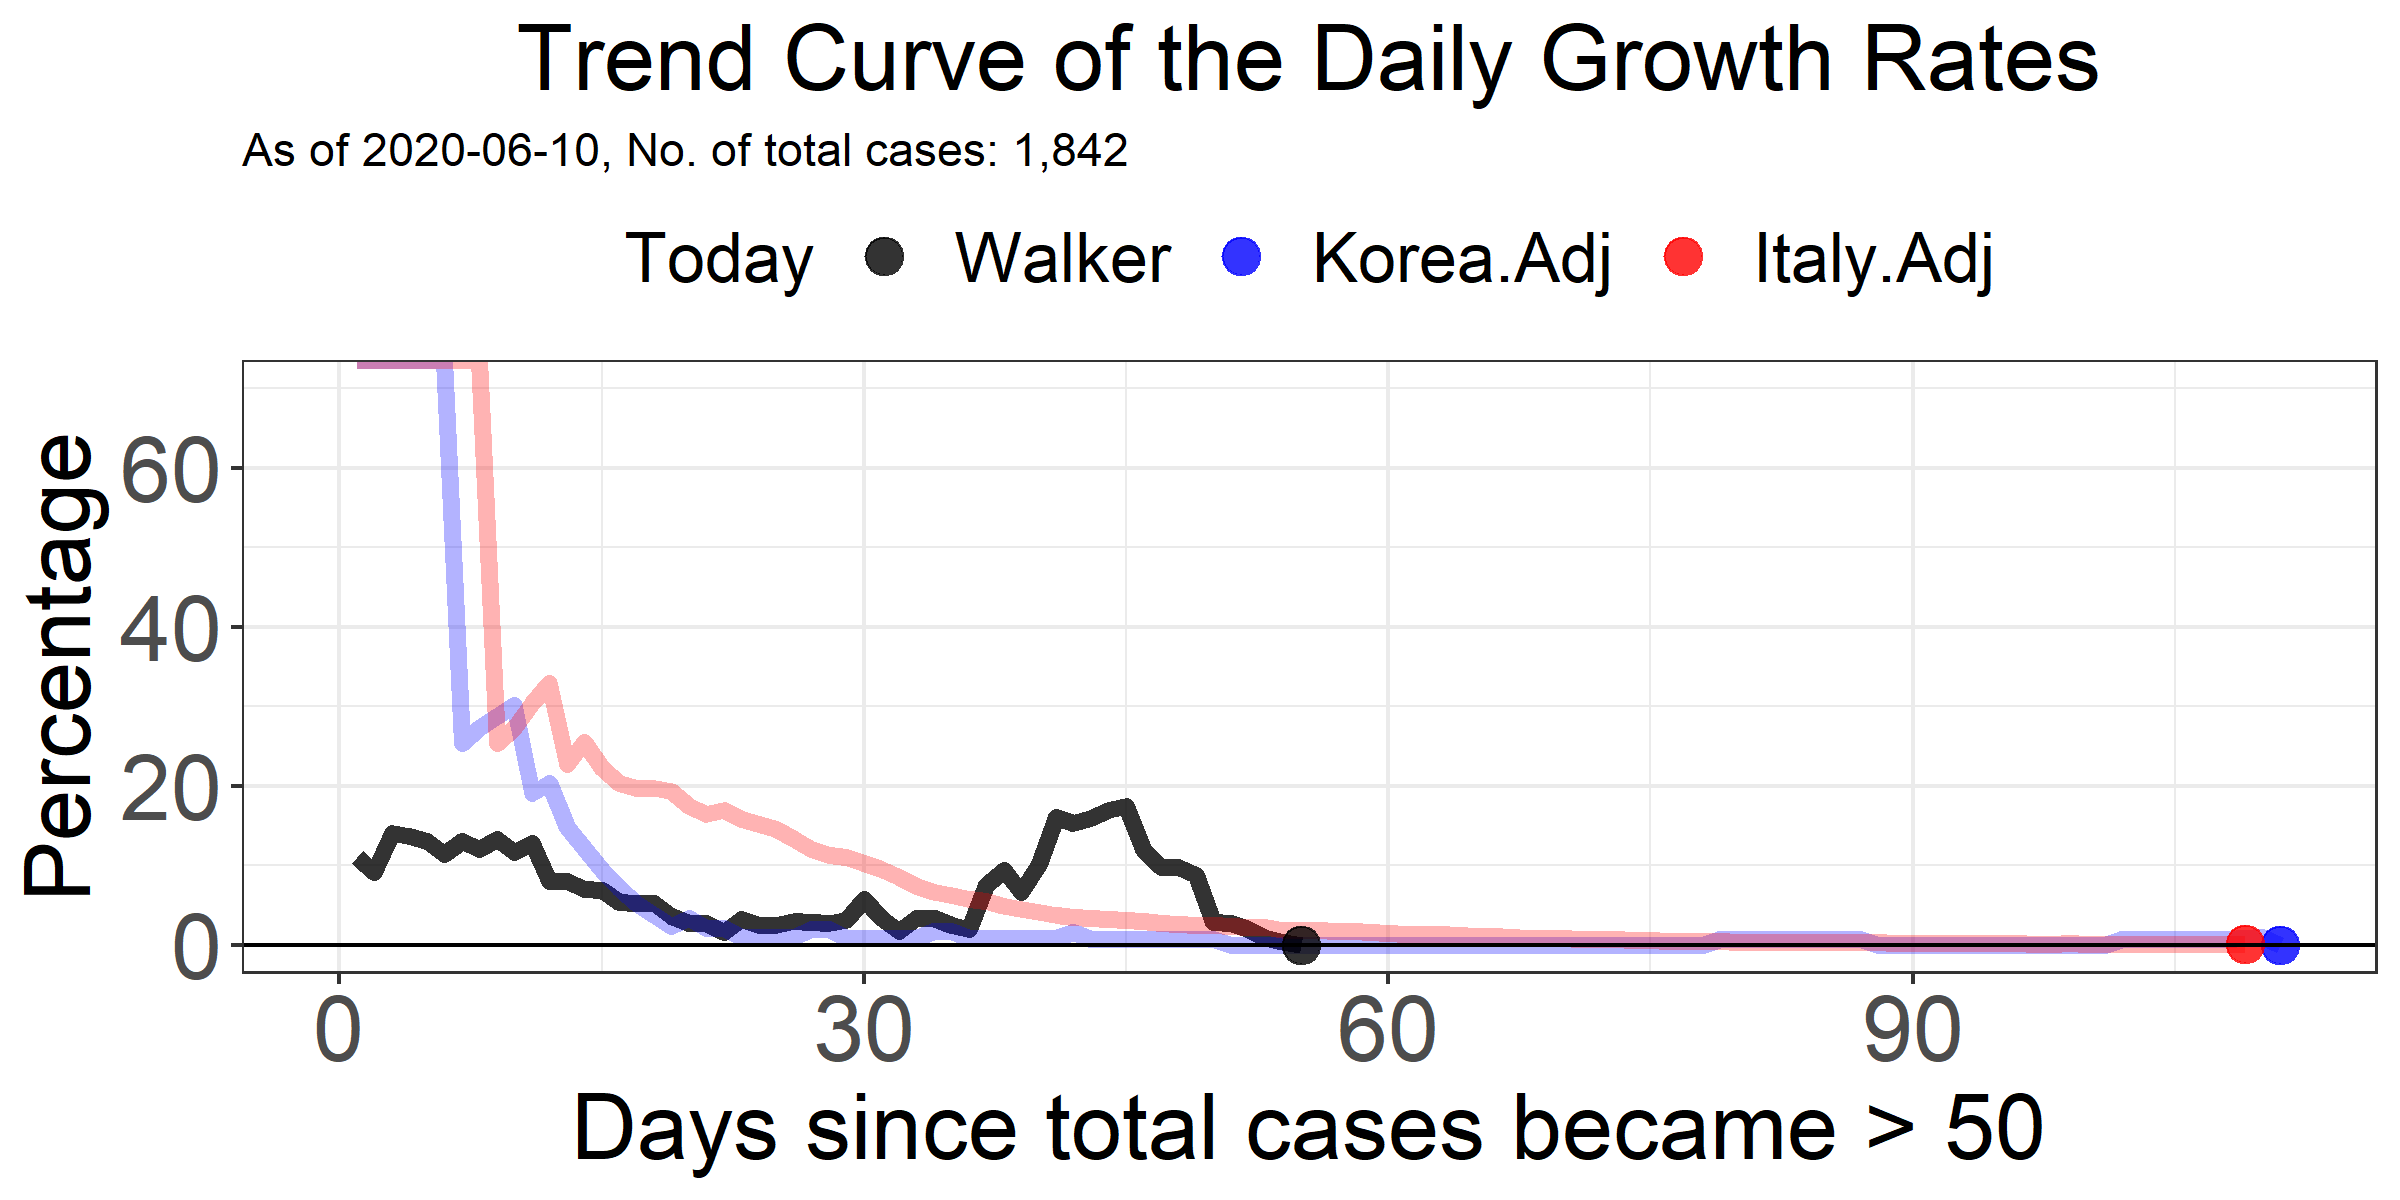 Trend Curve of the Daily Growth Rates
As of 2020-06-10, No. of total cases: 1,842
Today Walker Korea.Adj Italy.Adj
Percentage
60
40
20
0
0 30 60 90
Days since total cases became > 50